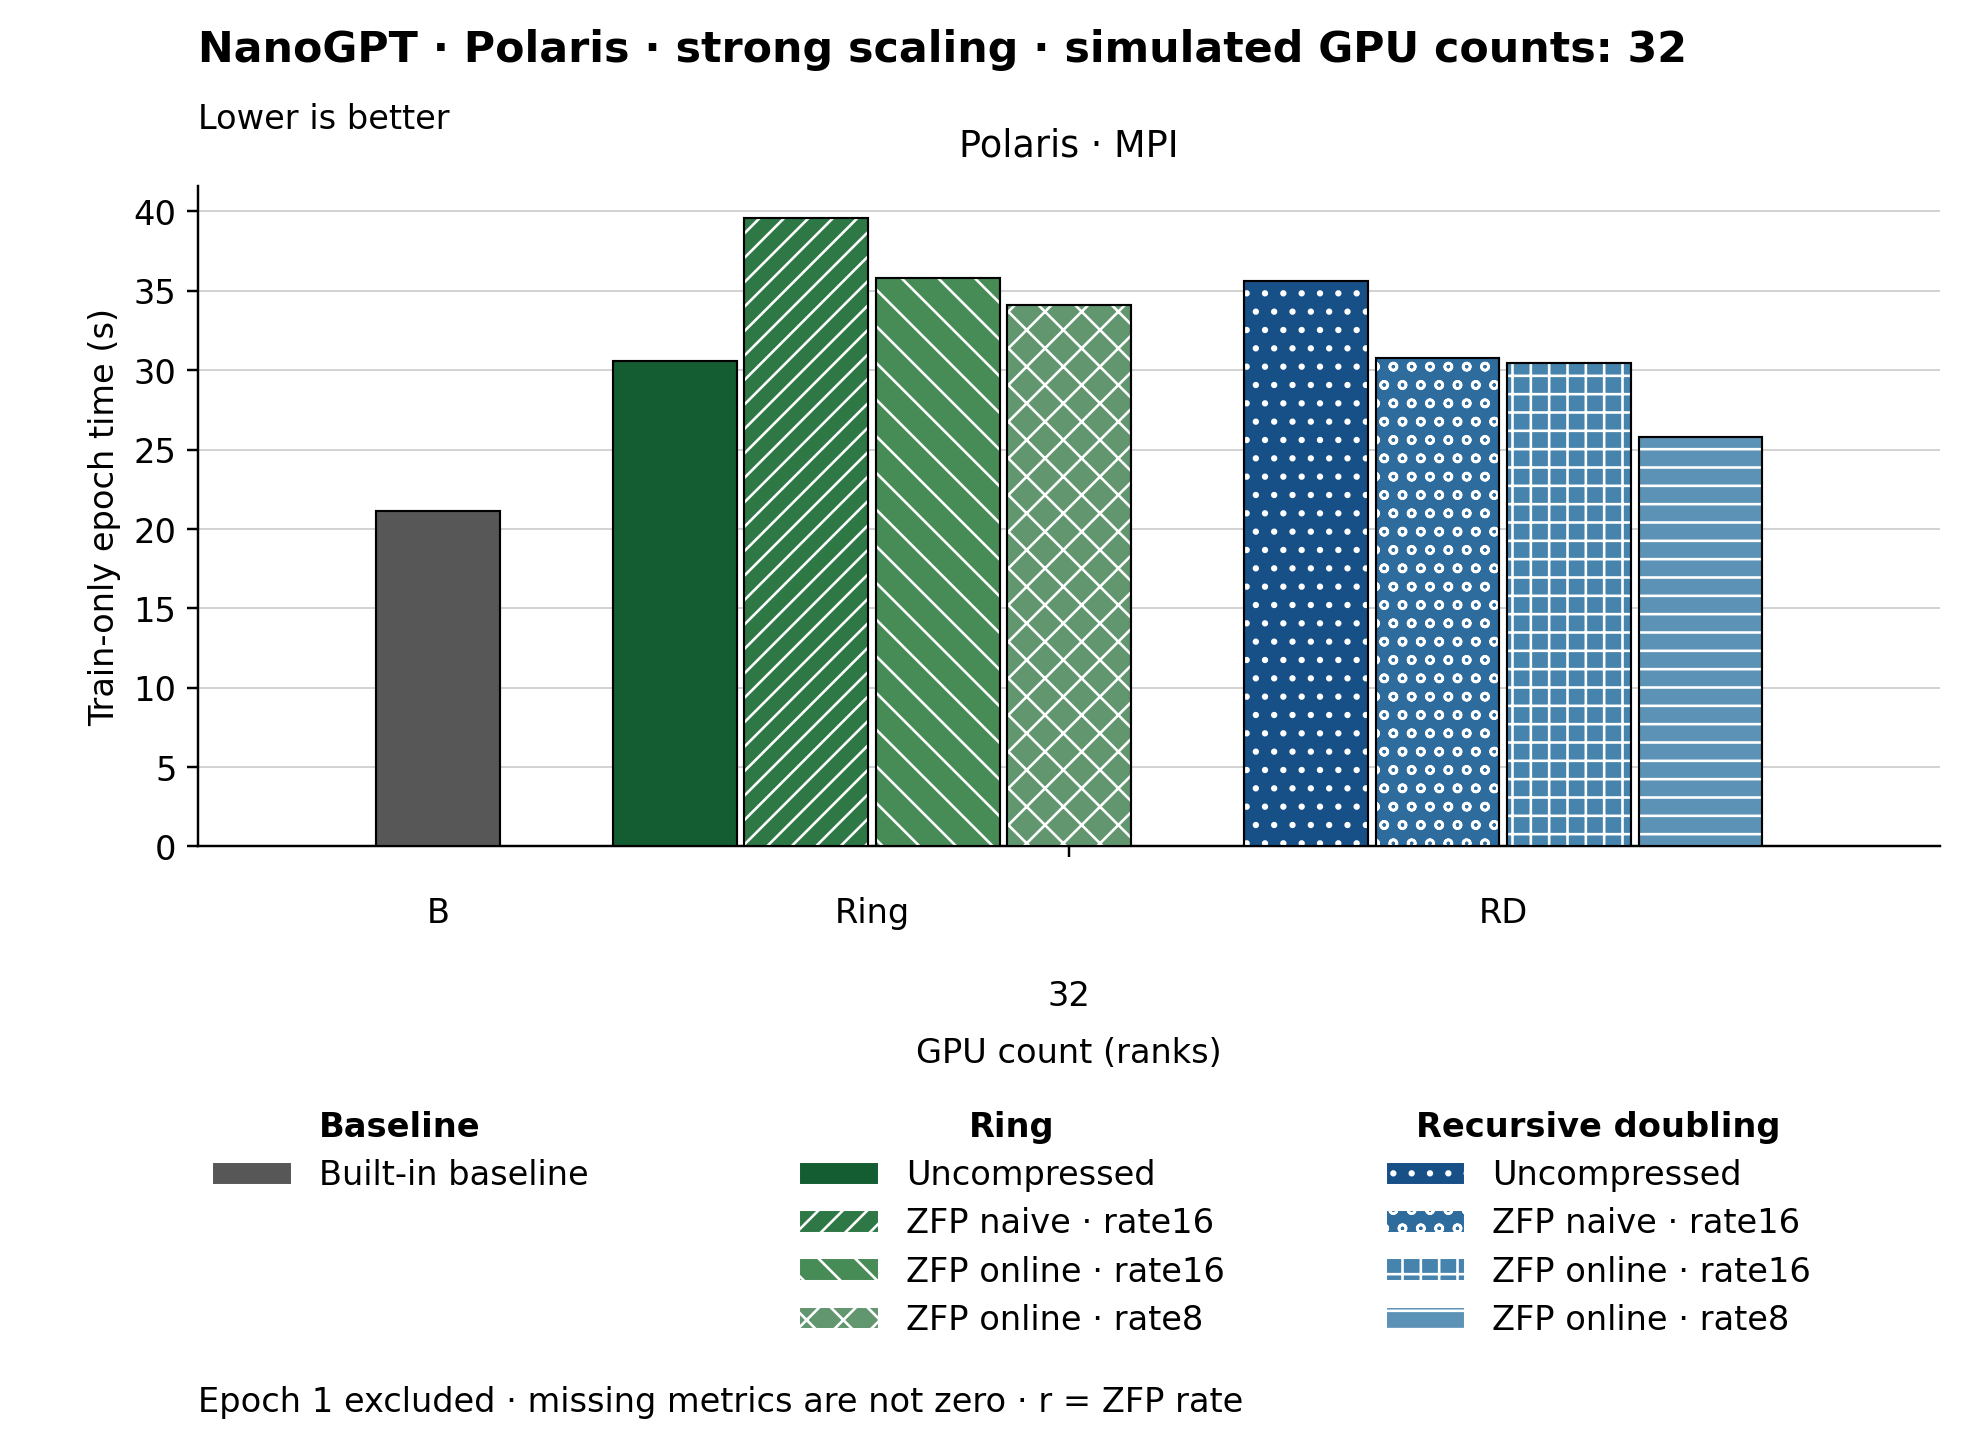 NanoGPT · Polaris · strong scaling · simulated GPU counts: 32
Lower is better
Polaris · MPI
Train-only epoch time (s)
40
35
30
25
20
15
10
5
0
B Ring RD
32
GPU count (ranks)
Baseline Ring Recursive doubling
Built-in baseline Uncompressed Uncompressed
ZFP naive · rate16 ZFP naive · rate16
ZFP online · rate16 ZFP online · rate16
ZFP online · rate8 ZFP online · rate8
Epoch 1 excluded · missing metrics are not zero · r = ZFP rate